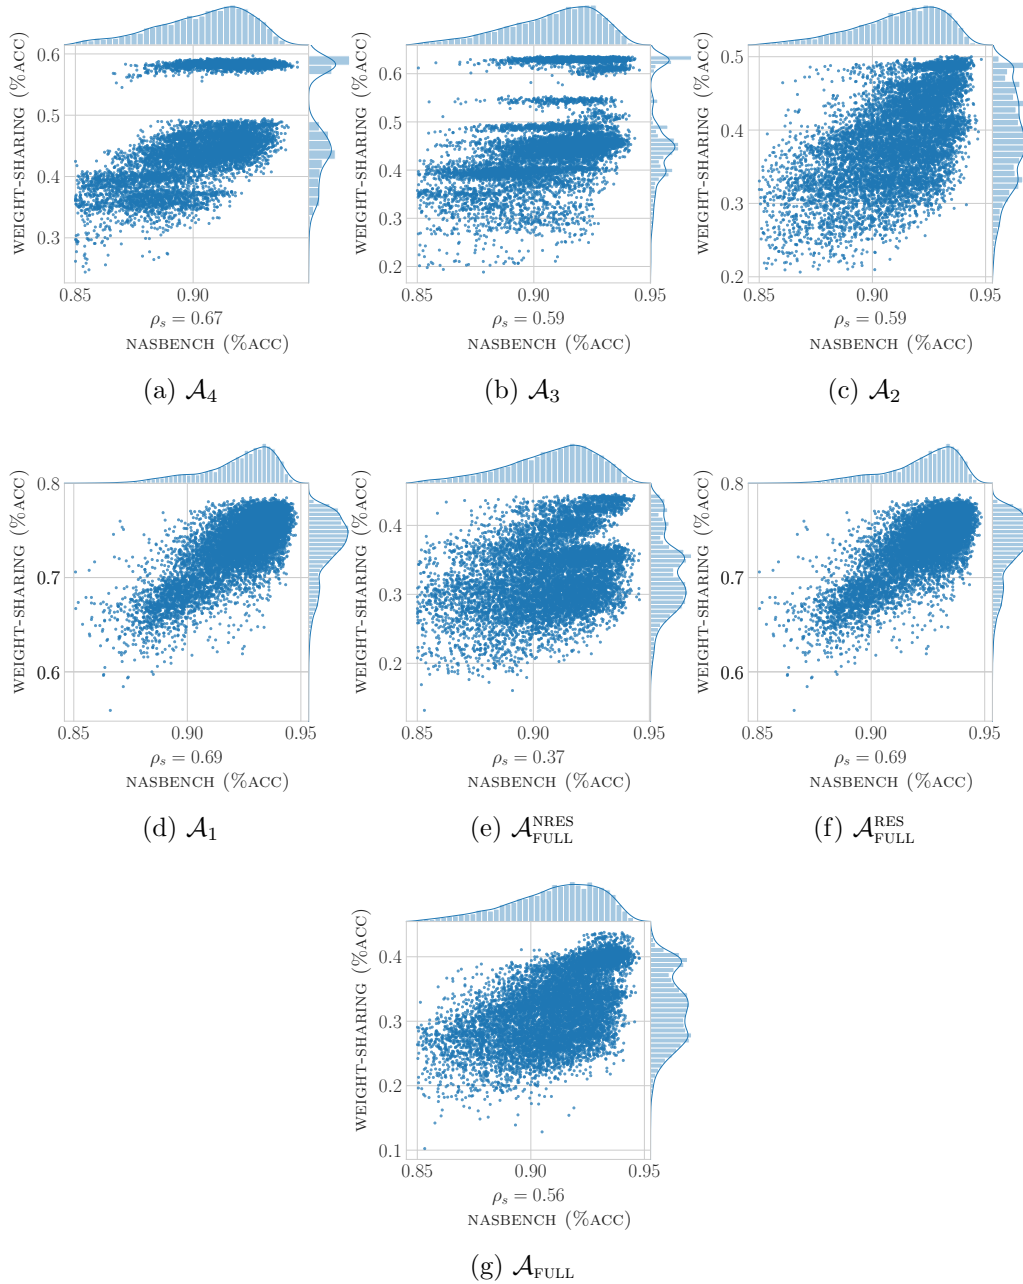 WEIGHT-SHARING (%ACC)
0.6
0.5
0.4
0.3
0.85 0.90
ρs = 0.67
NASBENCH (%ACC)
(a) A4
WEIGHT-SHARING (%ACC)
0.6
0.5
0.4
0.3
0.2
0.85 0.90 0.95
ρs = 0.59
NASBENCH (%ACC)
(b) A3
WEIGHT-SHARING (%ACC)
0.5
0.4
0.3
0.2
0.85 0.90 0.95
ρs = 0.59
NASBENCH (%ACC)
(c) A2
WEIGHT-SHARING (%ACC)
0.8
0.7
0.6
0.85 0.90 0.95
ρs = 0.69
NASBENCH (%ACC)
(d) A1
WEIGHT-SHARING (%ACC)
0.4
0.3
0.2
0.85 0.90 0.95
ρs = 0.37
NASBENCH (%ACC)
(e) A NRES FULL
WEIGHT-SHARING (%ACC)
0.8
0.7
0.6
0.85 0.90 0.95
ρs = 0.69
NASBENCH (%ACC)
(f) A RES FULL
WEIGHT-SHARING (%ACC)
0.4
0.3
0.2
0.1
0.85 0.90 0.95
ρs = 0.56
NASBENCH (%ACC)
(g) A FULL